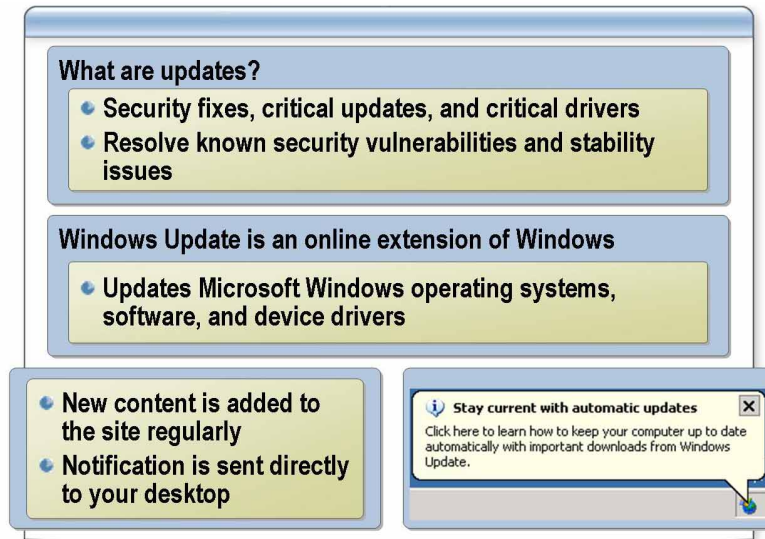 What are updates?
Security fixes, critical updates, and critical drivers
Resolve known security vulnerabilities and stability
issues
Windows Update is an online extension of Windows
Updates Microsoft Windows operating systems,
software, and device drivers
New content is added to
the site regularly
Notification is sent directly
to your desktop
Stay current with automatic updates
Click here to learn how to keep your computer up to date
automatically with important downloads from Windows
Update.